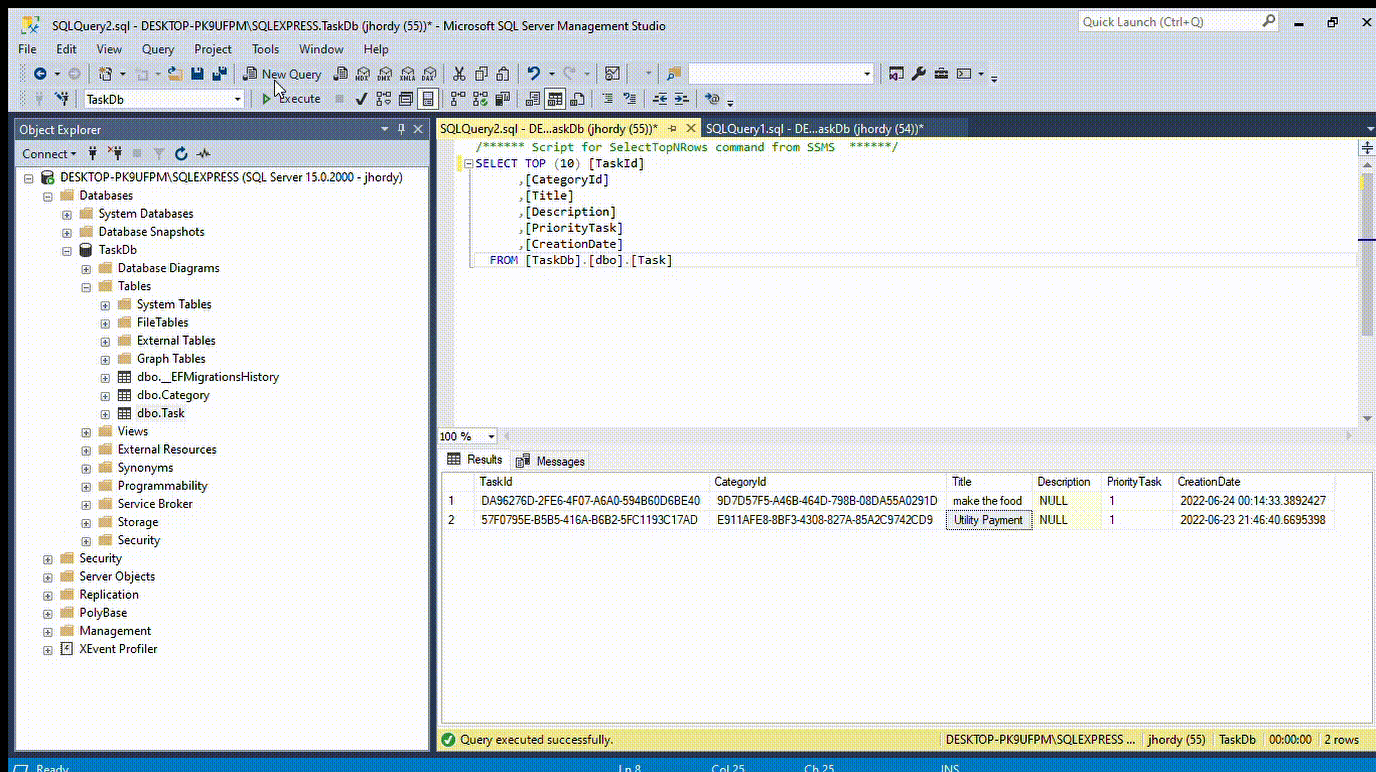 SQLQuery2.sql - DESKTOP-PK9UFPM\SQLEXPRESS.TaskDb (jhordy (55))* - Microsoft SQL Server Management Studio
Quick Launch (Ctrl+Q)
File Edit View Query Project Tools Window Help
New Query MDX DMX XMLA DAX
TaskDb Execute
Object Explorer
Connect
DESKTOP-PK9UFPM\SQLEXPRESS (SQL Server 15.0.2000 - jhordy)
Databases
System Databases
Database Snapshots
TaskDb
Database Diagrams
Tables
System Tables
FileTables
External Tables
Graph Tables
dbo.__EFMigrationsHistory
dbo.Category
dbo.Task
Views
External Resources
Synonyms
Programmability
Service Broker
Storage
Security
Security
Server Objects
Replication
PolyBase
Management
XEvent Profiler
SQLQuery2.sql - DE...askDb (jhordy (55))* SQLQuery1.sql - DE...askDb (jhordy (54))*
/****** Script for SelectTopNRows command from SSMS ******/
SELECT TOP (10) [TaskId]
,[CategoryId]
,[Title]
,[Description]
,[PriorityTask]
,[CreationDate]
FROM [TaskDb].[dbo].[Task]
100 %
Results Messages
TaskId CategoryId Title Description PriorityTask CreationDate
1 DA96276D-2FE6-4F07-A6A0-594B60D6BE40 9D7D57F5-A46B-464D-798B-08DA55A0291D make the food NULL 1 2022-06-24 00:14:33.3892427
2 57F0795E-B5B5-416A-B6B2-5FC1193C17AD E911AFE8-8BF3-4308-827A-85A2C9742CD9 Utility Payment NULL 1 2022-06-23 21:46:40.6695398
Query executed successfully. DESKTOP-PK9UFPM\SQLEXPRESS ... jhordy (55) TaskDb 00:00:00 2 rows
Ready Ln 8 Col 25 Ch 25 INS